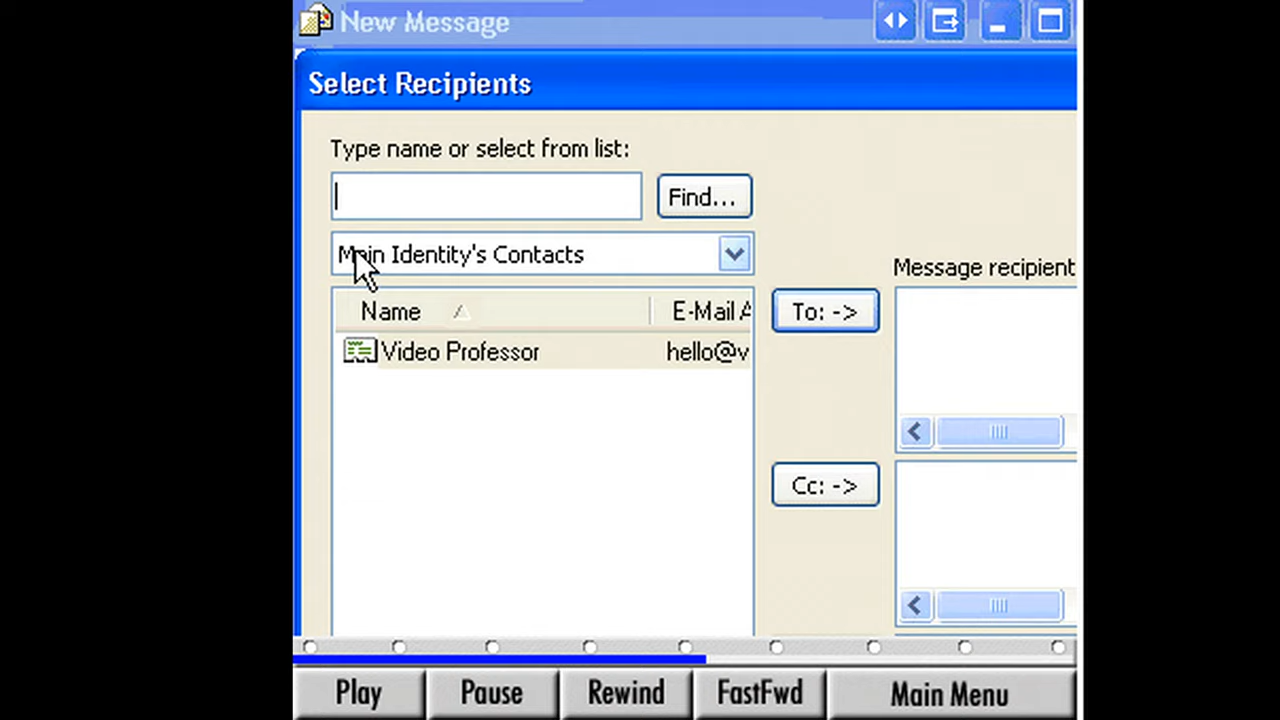 New Message
Select Recipients
Type name or select from list:
Find...
Main Identity's Contacts
Message recipient
Name
E-Mail A
To: ->
Video Professor
hello@v
Cc: ->
Play
Pause
Rewind
FastFwd
Main Menu